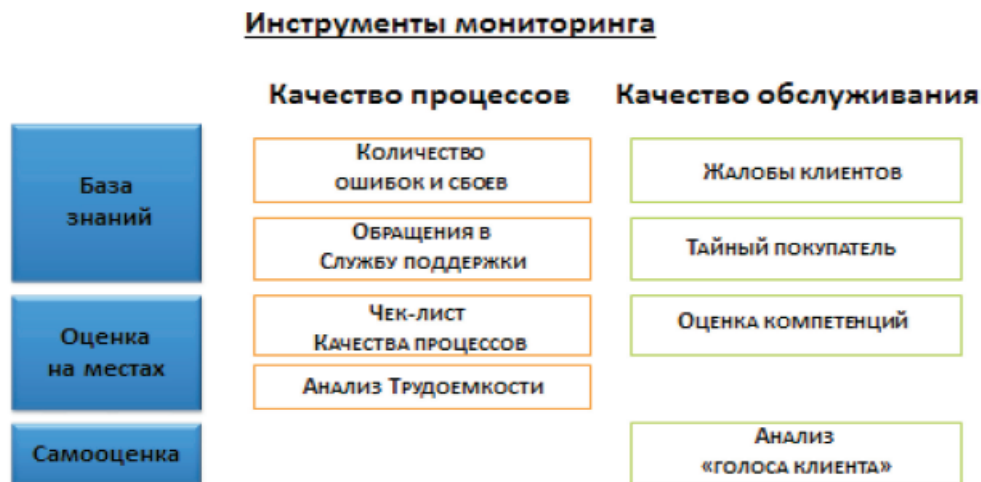 Инструменты мониторинга
Качество процессов
Качество обслуживания
База
знаний
Количество
ошибок и сбоев
Жалобы клиентов
Обращения в
Службу поддержки
Тайный покупатель
Оценка
на местах
Чек-лист
Качества процессов
Оценка компетенций
Анализ Трудоемкости
Самооценка
Анализ
«голоса клиента»